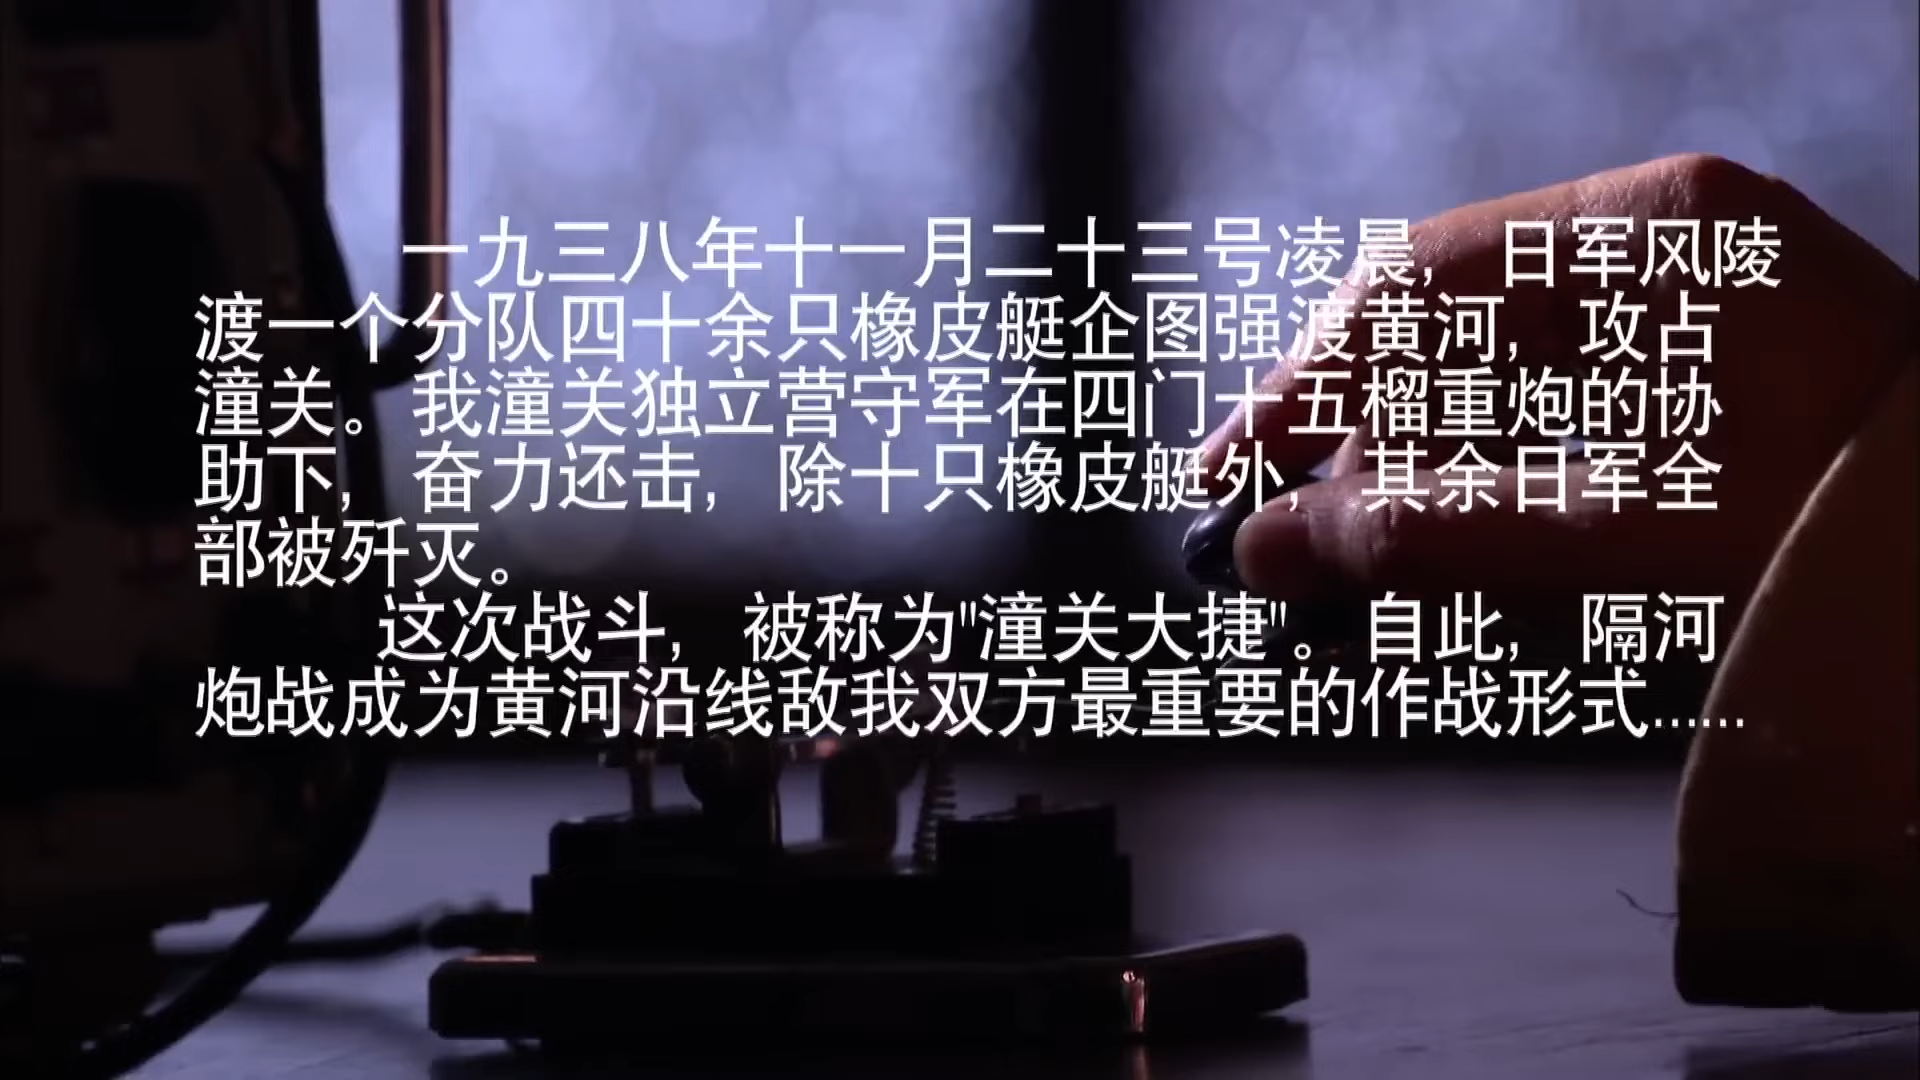 一九三八年十一月二十三号凌晨，日军风陵
渡一个分队四十余只橡皮艇企图强渡黄河，攻占
潼关。我潼关独立营守军在四门十五榴重炮的协
助下，奋力还击，除十只橡皮艇外，其余日军全
部被歼灭。
这次战斗，被称为"潼关大捷"。自此，隔河
炮战成为黄河沿线敌我双方最重要的作战形式......